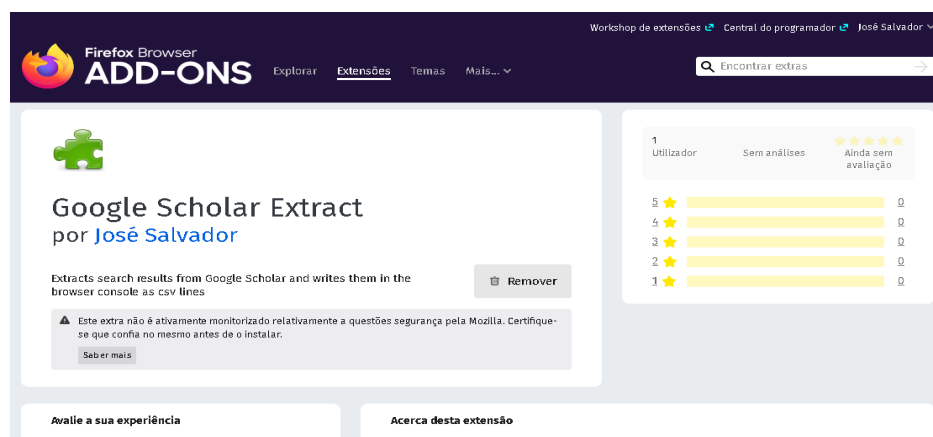 Workshop de extensões Central do programador José Salvador
Firefox Browser
ADD-ONS
Explorar Extensões Temas Mais...
Encontrar extras
Google Scholar Extract
por José Salvador
Extracts search results from Google Scholar and writes them in the
browser console as csv lines
Remover
Este extra não é ativamente monitorizado relativamente a questões segurança pela Mozilla. Certifique-
se que confia no mesmo antes de o instalar.
Saber mais
1
Utilizador
Sem análises
Ainda sem
avaliação
5 0
4 0
3 0
2 0
1 0
Avalie a sua experiência
Acerca desta extensão